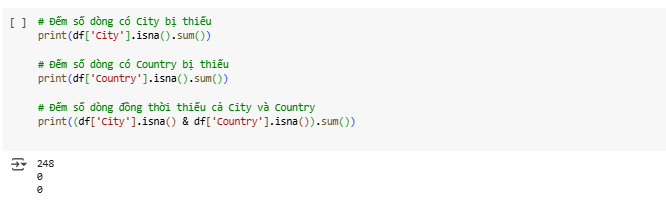 [ ] # Đếm số dòng có City bị thiếu
print(df['City'].isna().sum())
# Đếm số dòng có Country bị thiếu
print(df['Country'].isna().sum())
# Đếm số dòng đồng thời thiếu cả City và Country
print((df['City'].isna() & df['Country'].isna()).sum())
248
0
0